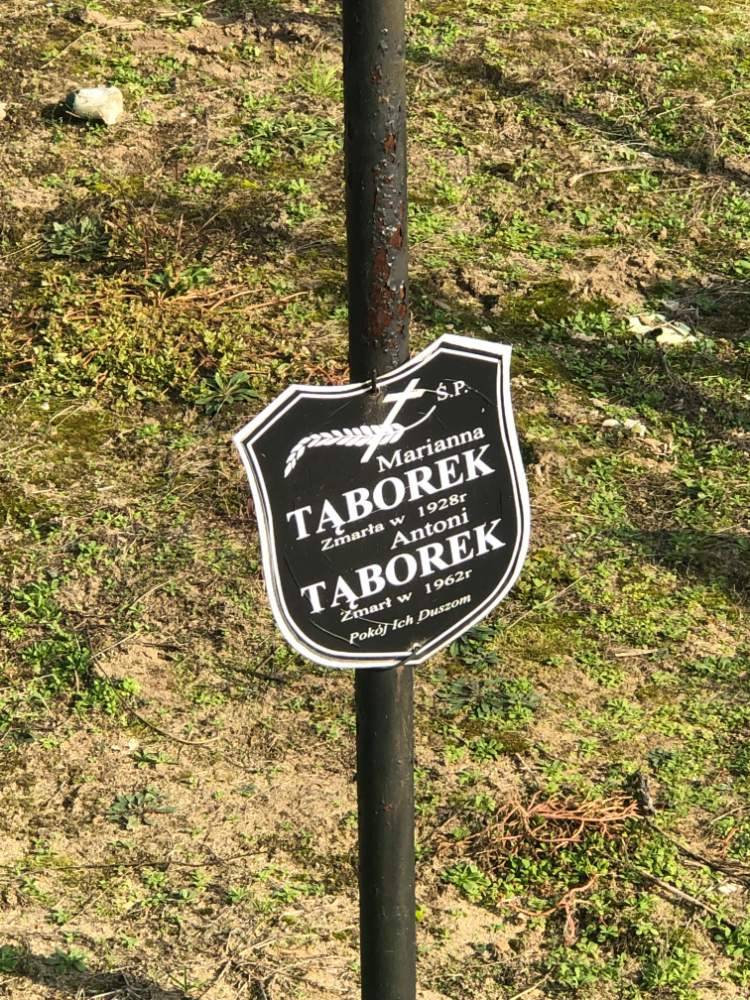 Ś.P.
Marianna
TĄBOREK
Zmarła w 1928r
Antoni
TĄBOREK
Zmarł w 1962r
Pokój Ich Duszom